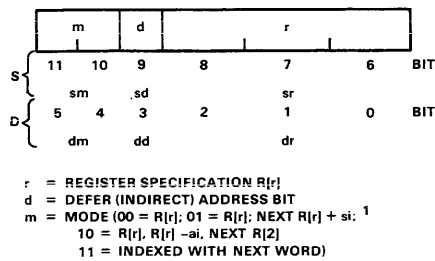 m d r
S 11 10 9 8 7 6 BIT
sm sd sr
D 5 4 3 2 1 0 BIT
dm dd dr
r = REGISTER SPECIFICATION R[r]
d = DEFER (INDIRECT) ADDRESS BIT
m = MODE (00 = R[r]; 01 = R[r]; NEXT R[r] + si; 1
10 = R[r], R[r] –ai, NEXT R[2]
11 = INDEXED WITH NEXT WORD)